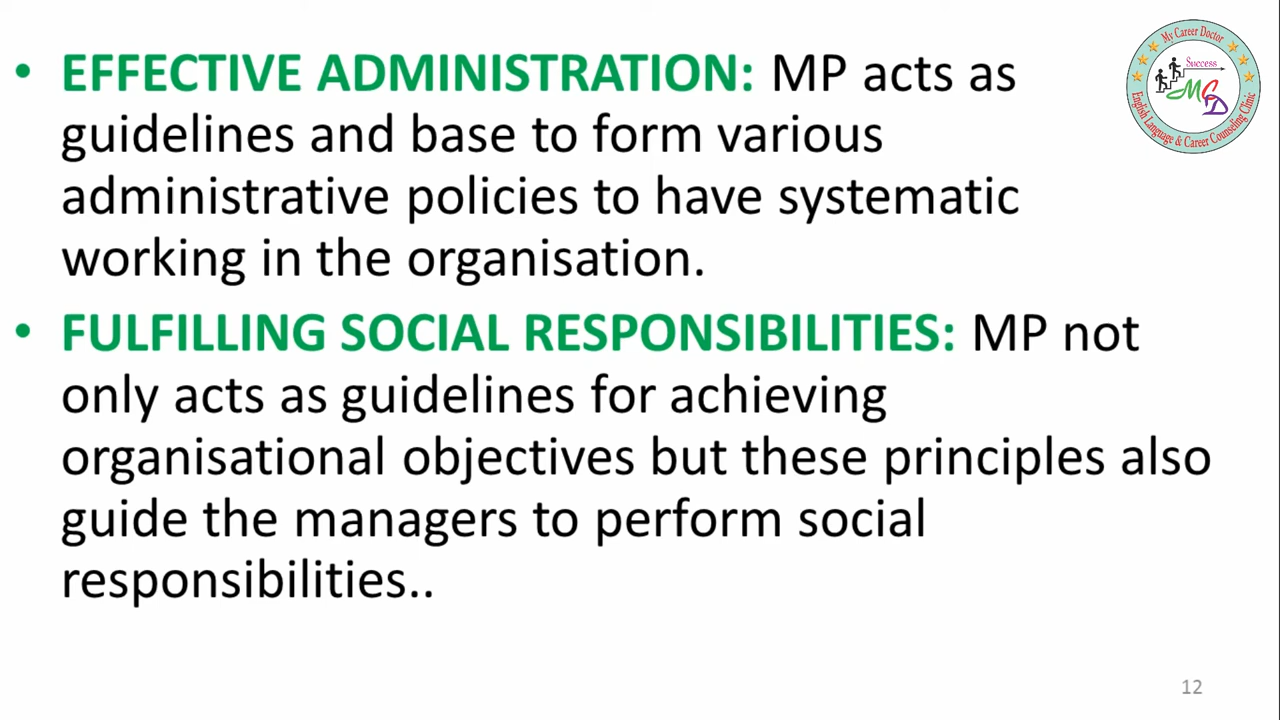 • EFFECTIVE ADMINISTRATION: MP acts as
guidelines and base to form various
administrative policies to have systematic
working in the organisation.
• FULFILLING SOCIAL RESPONSIBILITIES: MP not
only acts as guidelines for achieving
organisational objectives but these principles also
guide the managers to perform social
responsibilities..
My Career Doctor
Success
MCD
English Language & Career Counseling Clinic
12